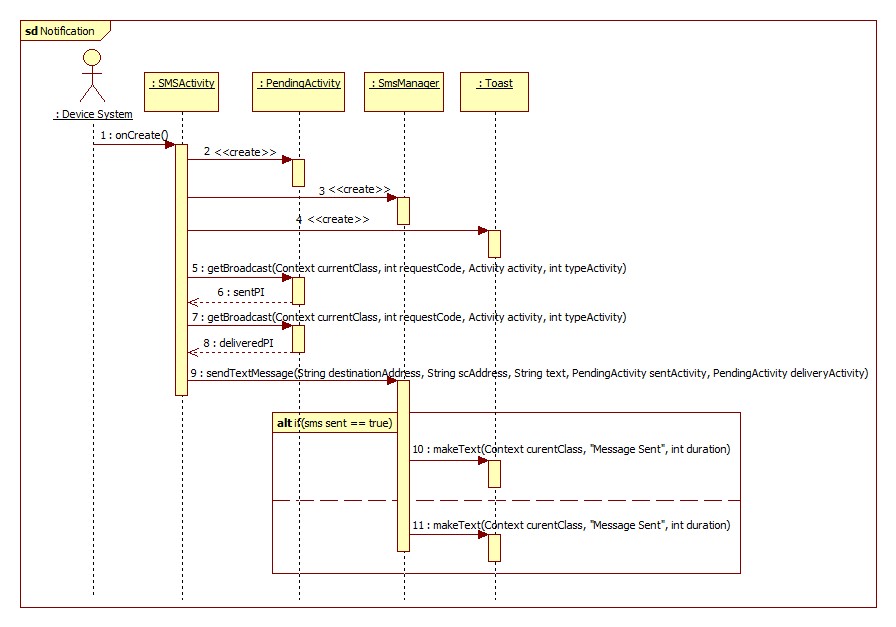 sd Notification
: SMSActivity
: PendingActivity
: SmsManager
: Toast
: Device System
1 : onCreate()
2 <<create>>
3 <<create>>
4 <<create>>
5 : getBroadcast(Context currentClass, int requestCode, Activity activity, int typeActivity)
6 : sentPI
7 : getBroadcast(Context currentClass, int requestCode, Activity activity, int typeActivity)
8 : deliveredPI
9 : sendTextMessage(String destinationAddress, String scAddress, String text, PendingActivity sentActivity, PendingActivity deliveryActivity)
alt if(sms sent == true)
10 : makeText(Context curentClass, "Message Sent", int duration)
11 : makeText(Context curentClass, "Message Sent", int duration)